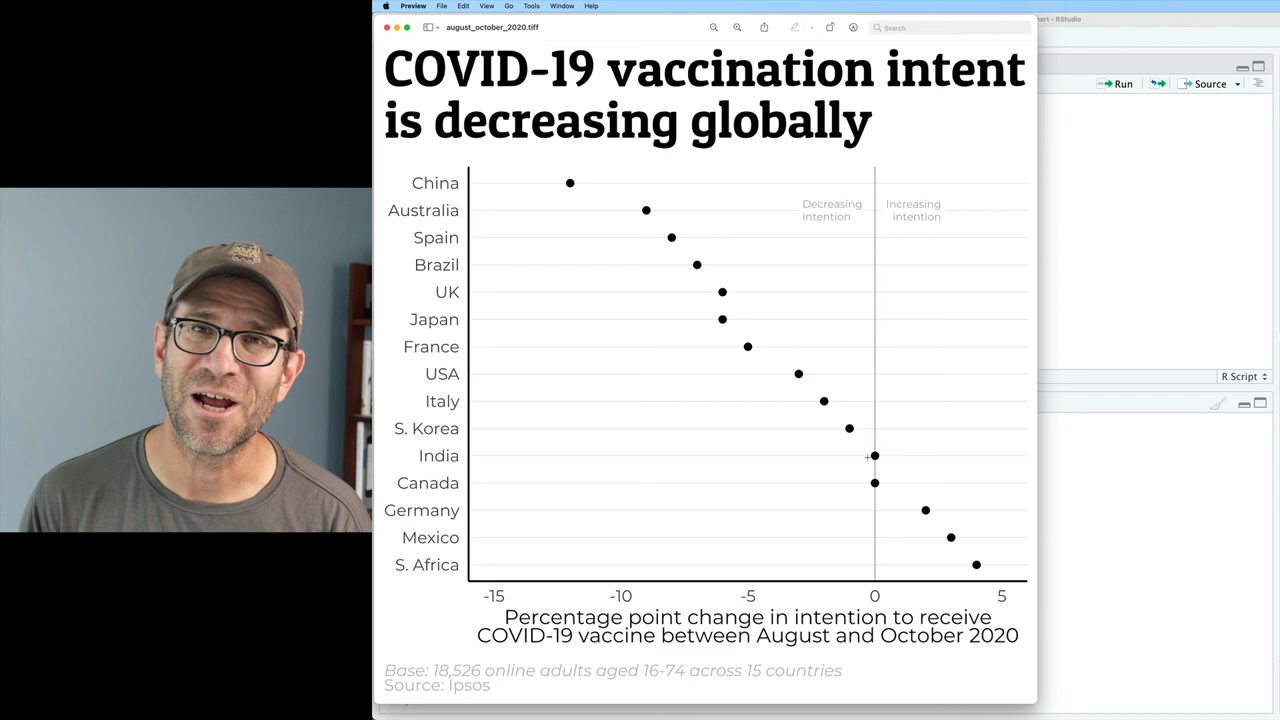 Preview File Edit View Go Tools Window Help
august_october_2020.tiff
Search
hart - RStudio
Run
Source
COVID-19 vaccination intent
is decreasing globally
China
Australia
Spain
Brazil
UK
Japan
France
USA
Italy
S. Korea
India
Canada
Germany
Mexico
S. Africa
Decreasing
intention
Increasing
intention
-15 -10 -5 0 5
Percentage point change in intention to receive
COVID-19 vaccine between August and October 2020
Base: 18,526 online adults aged 16-74 across 15 countries
Source: Ipsos
R Script